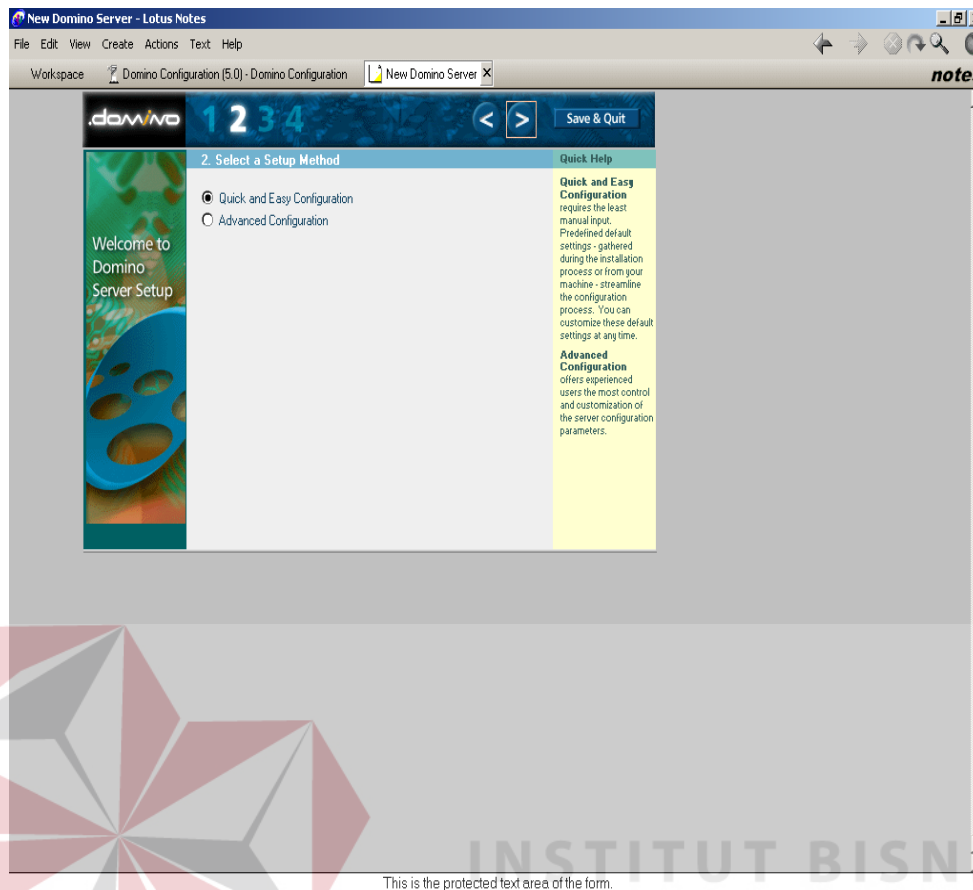 New Domino Server - Lotus Notes
File Edit View Create Actions Text Help
Workspace Domino Configuration (5.0) - Domino Configuration New Domino Server
notes
.domino 1 2 3 4 < > Save & Quit
2. Select a Setup Method
Quick and Easy Configuration
Advanced Configuration
Welcome to
Domino
Server Setup
Quick Help
Quick and Easy
Configuration
requires the least
manual input.
Predefined default
settings - gathered
during the installation
process or from your
machine - streamline
the configuration
process. You can
customize these default
settings at any time.
Advanced
Configuration
offers experienced
users the most control
and customization of
the server configuration
parameters.
INSTITUT BISN
This is the protected text area of the form.